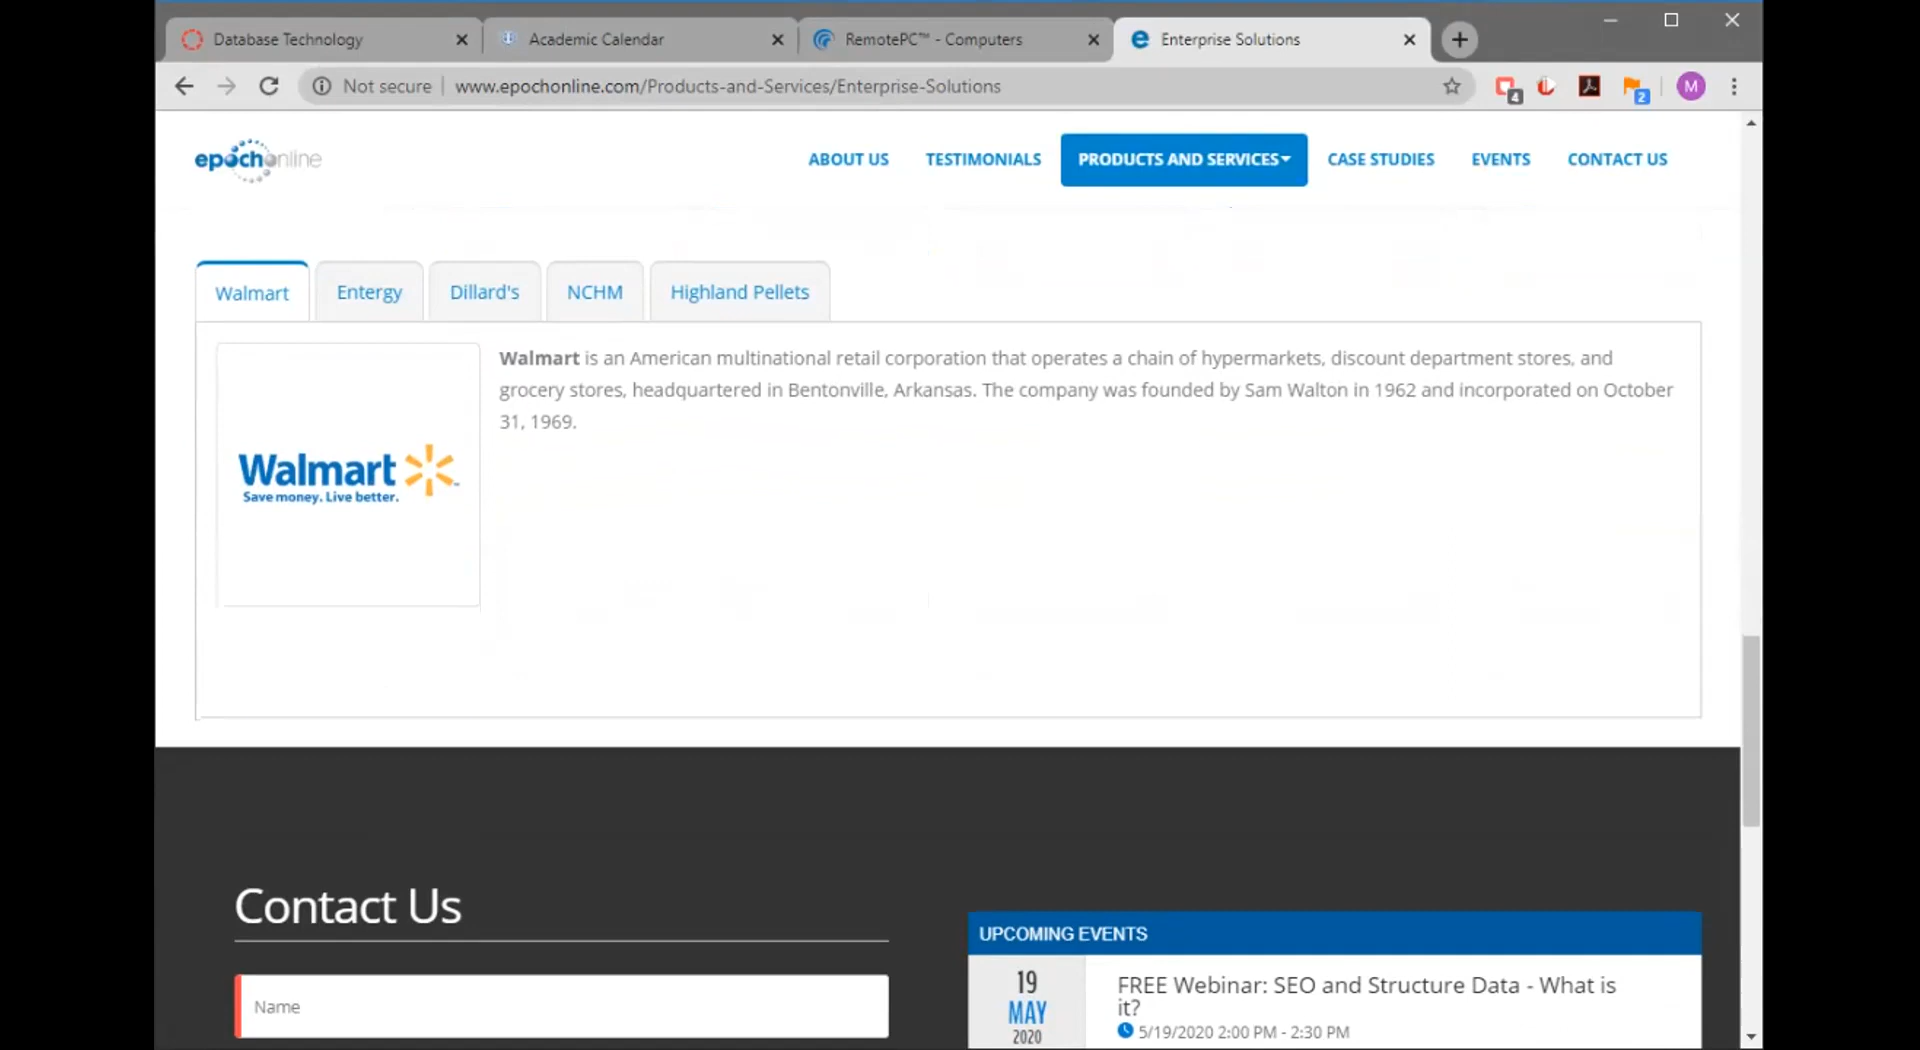 Database Technology
Academic Calendar
RemotePC™ - Computers
Enterprise Solutions
Not secure
www.epochonline.com/Products-and-Services/Enterprise-Solutions
4
2
M
epochonline
ABOUT US
TESTIMONIALS
PRODUCTS AND SERVICES
CASE STUDIES
EVENTS
CONTACT US
Walmart
Entergy
Dillard's
NCHM
Highland Pellets
Walmart is an American multinational retail corporation that operates a chain of hypermarkets, discount department stores, and
grocery stores, headquartered in Bentonville, Arkansas. The company was founded by Sam Walton in 1962 and incorporated on October
31, 1969.
Walmart
Save money. Live better.
Contact Us
Name
UPCOMING EVENTS
19
MAY
2020
FREE Webinar: SEO and Structure Data - What is
it?
5/19/2020 2:00 PM - 2:30 PM